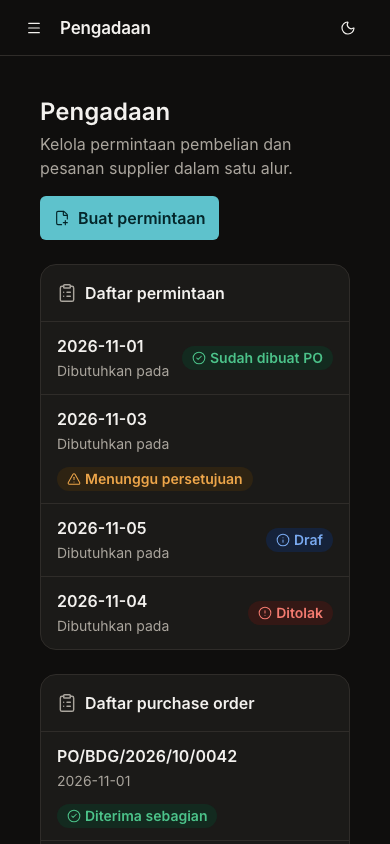 Pengadaan
Pengadaan
Kelola permintaan pembelian dan
pesanan supplier dalam satu alur.
Buat permintaan
Daftar permintaan
2026-11-01
Dibutuhkan pada
Sudah dibuat PO
2026-11-03
Dibutuhkan pada
Menunggu persetujuan
2026-11-05
Dibutuhkan pada
Draf
2026-11-04
Dibutuhkan pada
Ditolak
Daftar purchase order
PO/BDG/2026/10/0042
2026-11-01
Diterima sebagian